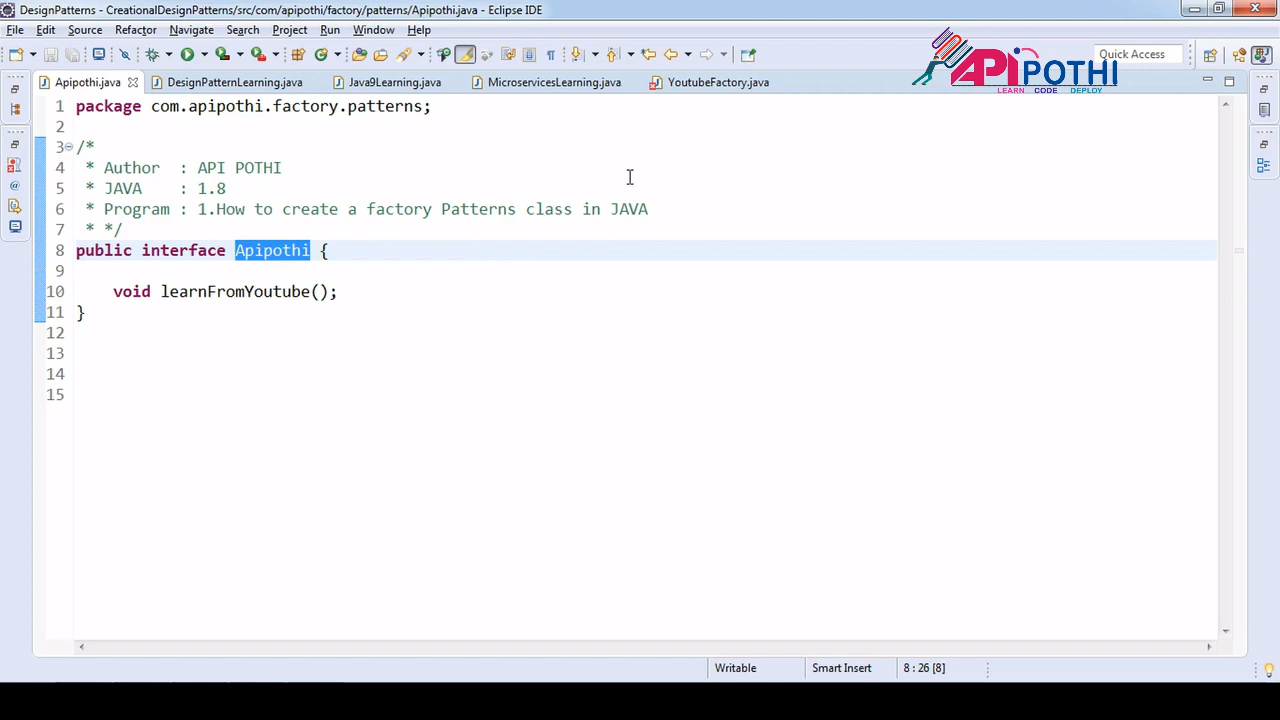 DesignPatterns - CreationalDesignPatterns/src/com/apipothi/factory/patterns/Apipothi.java - Eclipse IDE
File Edit Source Refactor Navigate Search Project Run Window Help
Quick Access
APIPOTHI
LEARN CODE DEPLOY
Apipothi.java DesignPatternLearning.java Java9Learning.java MicroservicesLearning.java YoutubeFactory.java
1 package com.apipothi.factory.patterns;
2
3 /*
4 * Author : API POTHI
5 * JAVA : 1.8
6 * Program : 1.How to create a factory Patterns class in JAVA
7 * */
8 public interface Apipothi {
9
10 void learnFromYoutube();
11 }
12
13
14
15
Writable Smart Insert 8 : 26 [8]